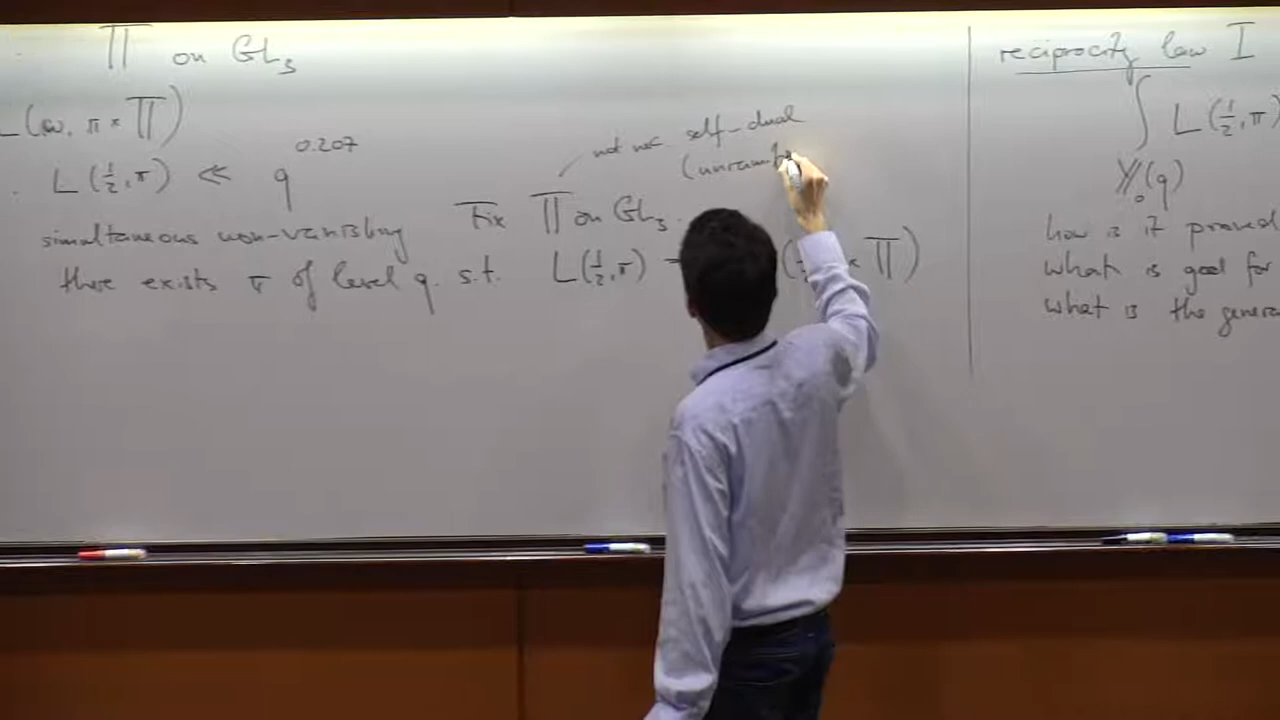 Π on GL₃
L(w, π × Π)
L(½, π) ≪ q^0.207
simultaneous non-vanishing
there exists π of level q. s.t. L(½, π)
Fix Π on GL₃.
not nec self-dual
(unramif
× Π)
reciprocity law I
∫ L(½, π)
Y₀(q)
how is it proved
what is good for
what is the genera